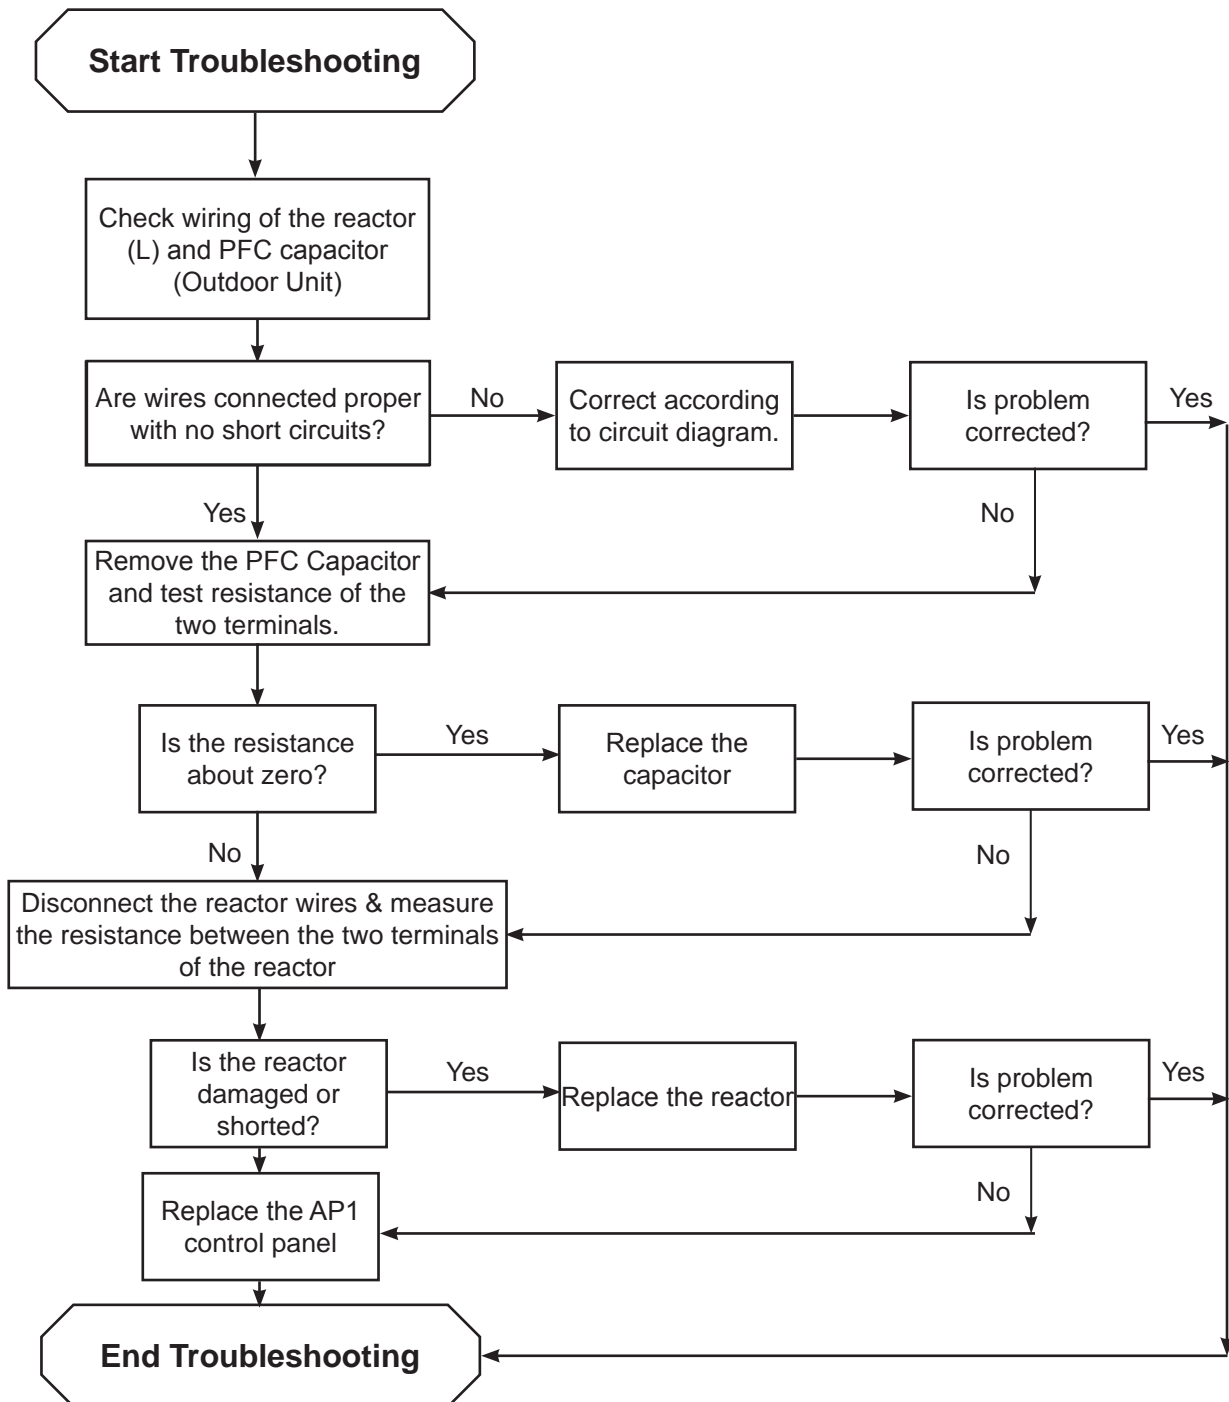 Start Troubleshooting
Check wiring of the reactor
(L) and PFC capacitor
(Outdoor Unit)
Are wires connected proper
with no short circuits?
No
Correct according
to circuit diagram.
Is problem
corrected?
Yes
Yes
No
Remove the PFC Capacitor
and test resistance of the
two terminals.
Is the resistance
about zero?
Yes
Replace the
capacitor
Is problem
corrected?
Yes
No
No
Disconnect the reactor wires & measure
the resistance between the two terminals
of the reactor
Is the reactor
damaged or
shorted?
Yes
Replace the reactor
Is problem
corrected?
Yes
No
Replace the AP1
control panel
End Troubleshooting